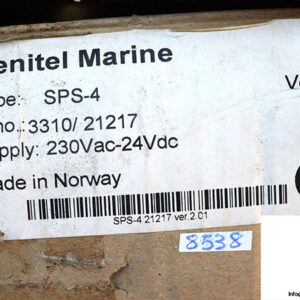 enitel Marine
pe: SPS-4
no.: 3310/ 21217
upply: 230Vac-24Vdc
ade in Norway
SPS-4 21217 ver.2.01
8538